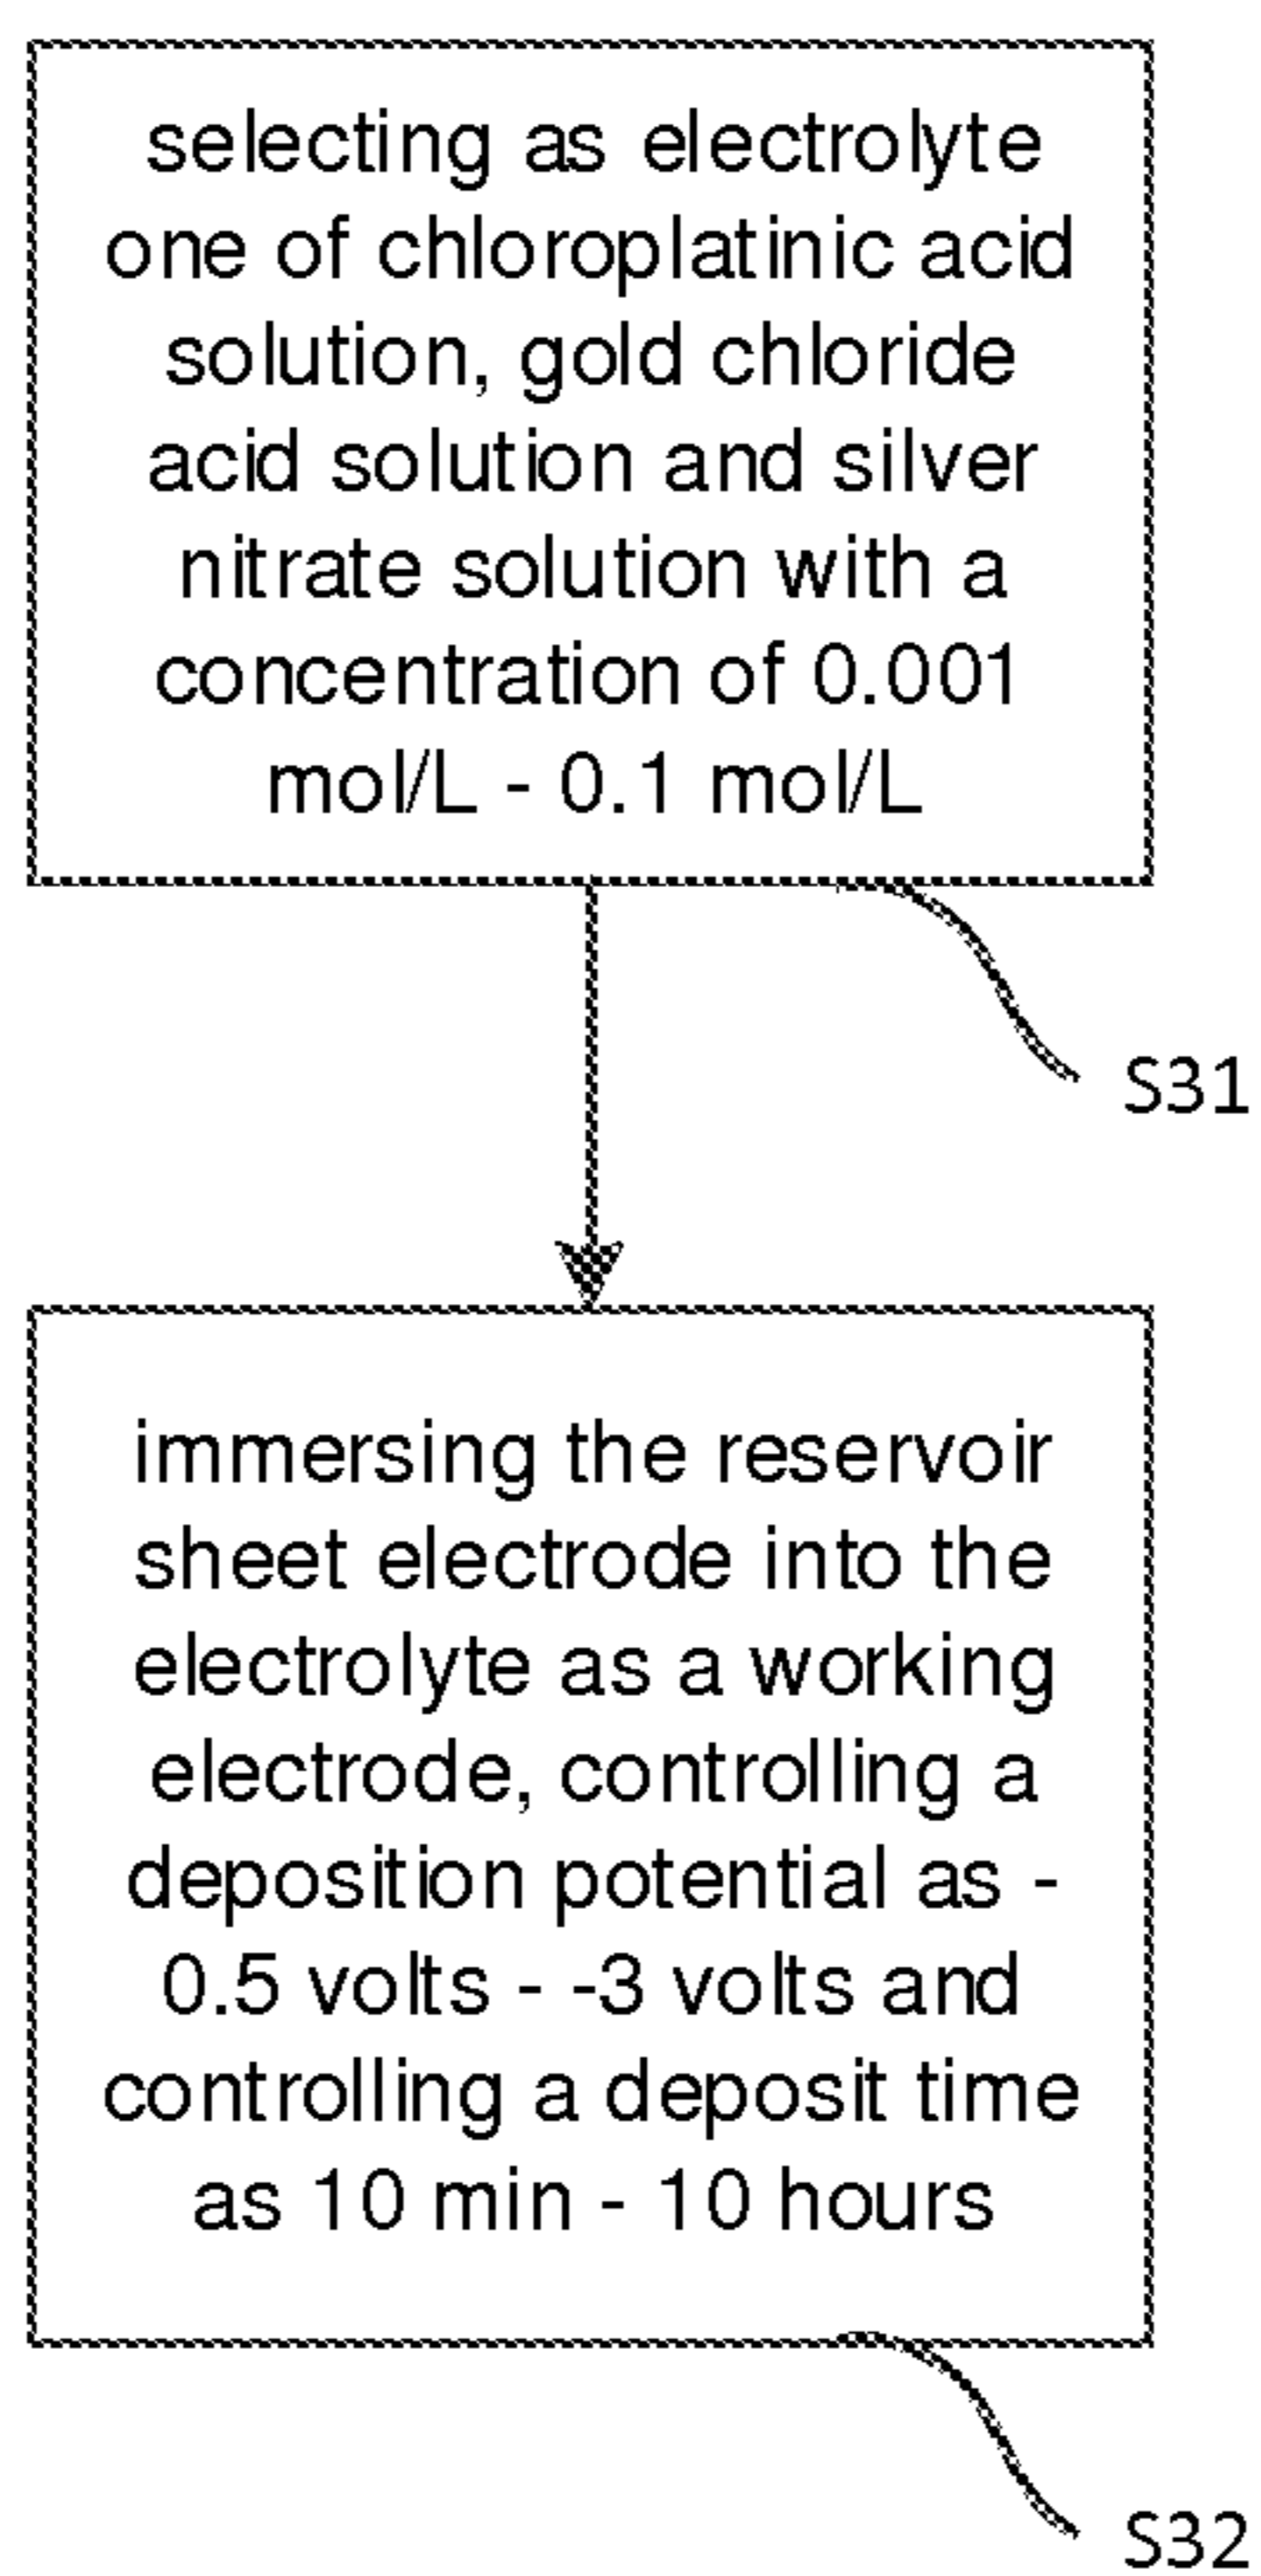 selecting as electrolyte
one of chloroplatinic acid
solution, gold chloride
acid solution and silver
nitrate solution with a
concentration of 0.001
mol/L - 0.1 mol/L
S31
immersing the reservoir
sheet electrode into the
electrolyte as a working
electrode, controlling a
deposition potential as -
0.5 volts - -3 volts and
controlling a deposit time
as 10 min - 10 hours
S32